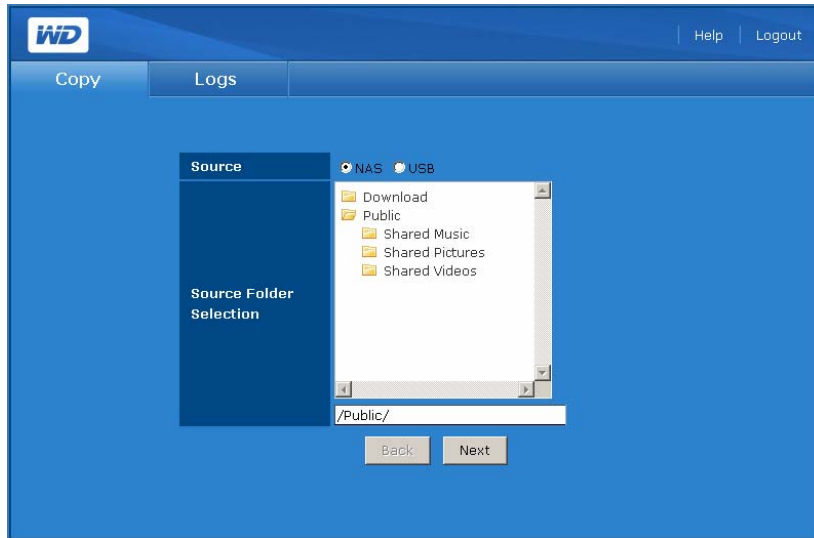 WD
Help Logout
Copy Logs
Source NAS USB
Download
Public
Shared Music
Shared Pictures
Shared Videos
Source Folder
Selection
/Public/
Back Next